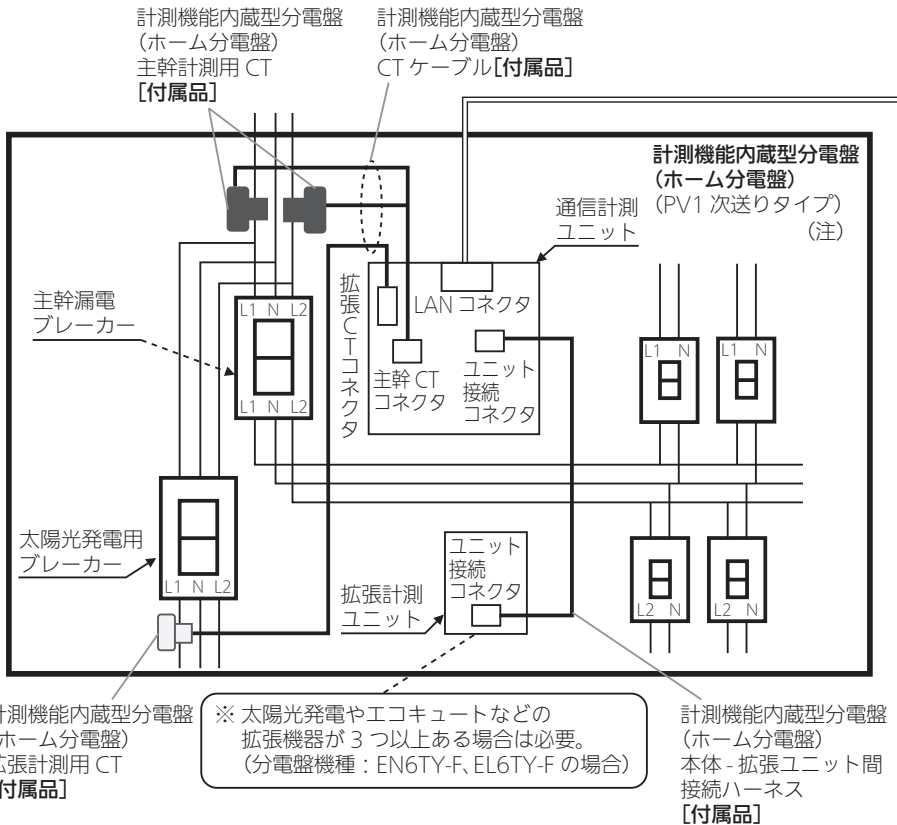 計測機能内蔵型分電盤
(ホーム分電盤)
主幹計測用 CT
[付属品]
計測機能内蔵型分電盤
(ホーム分電盤)
CT ケーブル[付属品]
計測機能内蔵型分電盤
(ホーム分電盤)
(PV1 次送りタイプ)
(注)
通信計測
ユニット
主幹漏電
ブレーカー
L1 N L2
L1 N L2
拡張CTコネクタ
LAN コネクタ
主幹 CT
コネクタ
ユニット
接続
コネクタ
L1 N
L1 N
太陽光発電用
ブレーカー
L1 N L2
拡張計測
ユニット
ユニット
接続
コネクタ
L2 N
L2 N
計測機能内蔵型分電盤
(ホーム分電盤)
拡張計測用 CT
付属品]
※ 太陽光発電やエコキュートなどの
拡張機器が 3 つ以上ある場合は必要。
(分電盤機種:EN6TY-F、EL6TY-F の場合)
計測機能内蔵型分電盤
(ホーム分電盤)
本体 - 拡張ユニット間
接続ハーネス
[付属品]